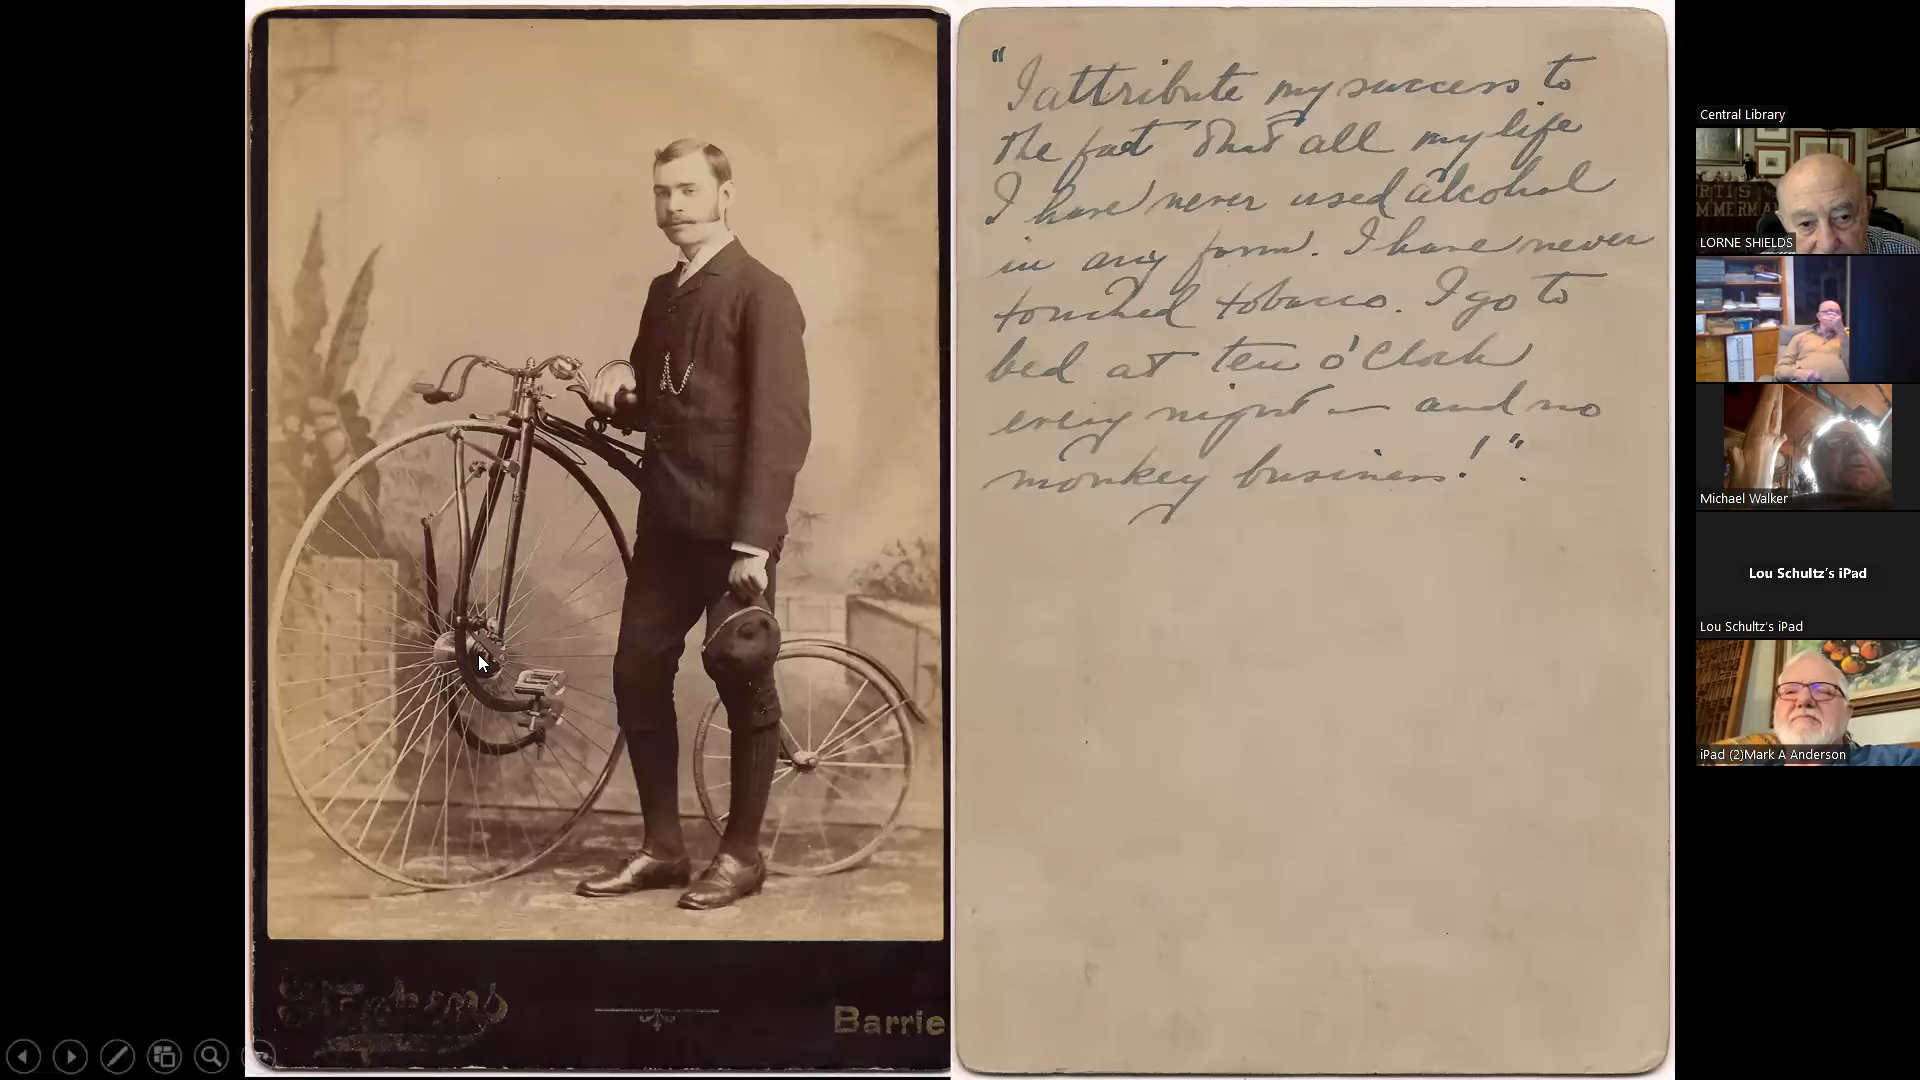 "I attribute my success to
the fact that all my life
I have never used alcohol
in any form. I have never
touched tobacco. I go to
bed at ten o'Clock
every night — and no
monkey business!".
Barrie
Central Library
LORNE SHIELDS
Michael Walker
Lou Schultz's iPad
Lou Schultz's iPad
iPad (2)Mark A Anderson